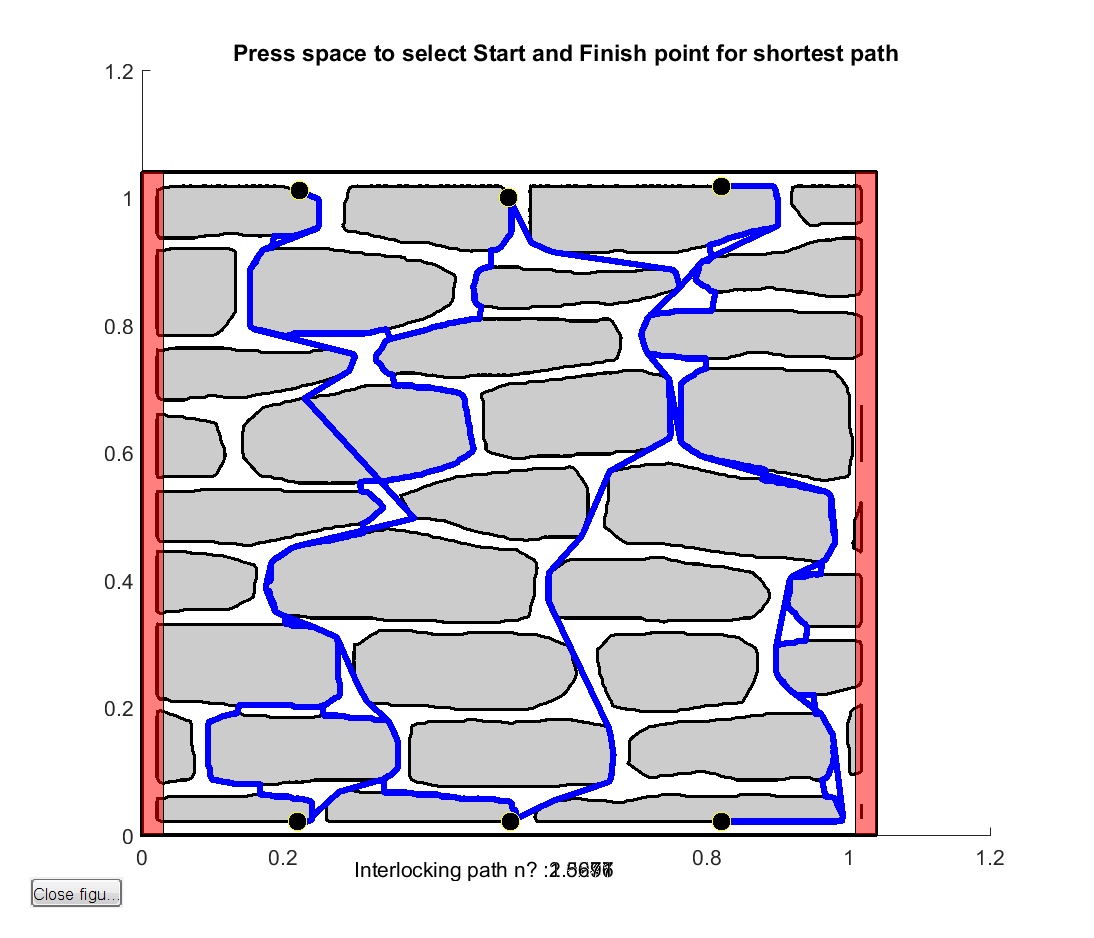 Press space to select Start and Finish point for shortest path
1.2
1
0.8
0.6
0.4
0.2
0
0 0.2 0.8 1 1.2
Interlocking path n? :
Close figu...